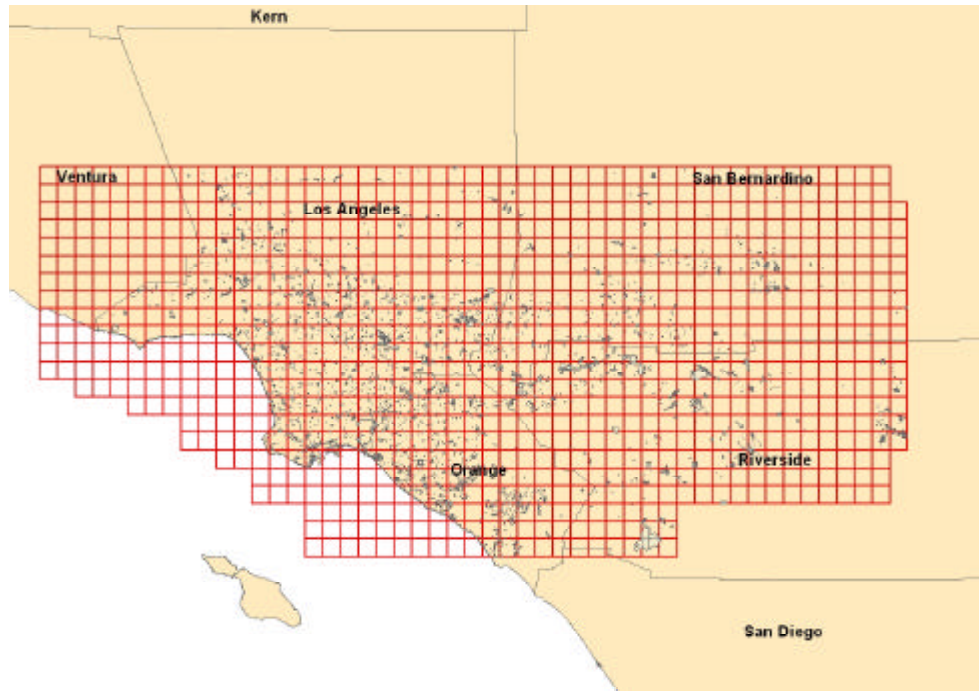 Kern
Ventura
San Bernardino
Los Angeles
Orange
Riverside
San Diego